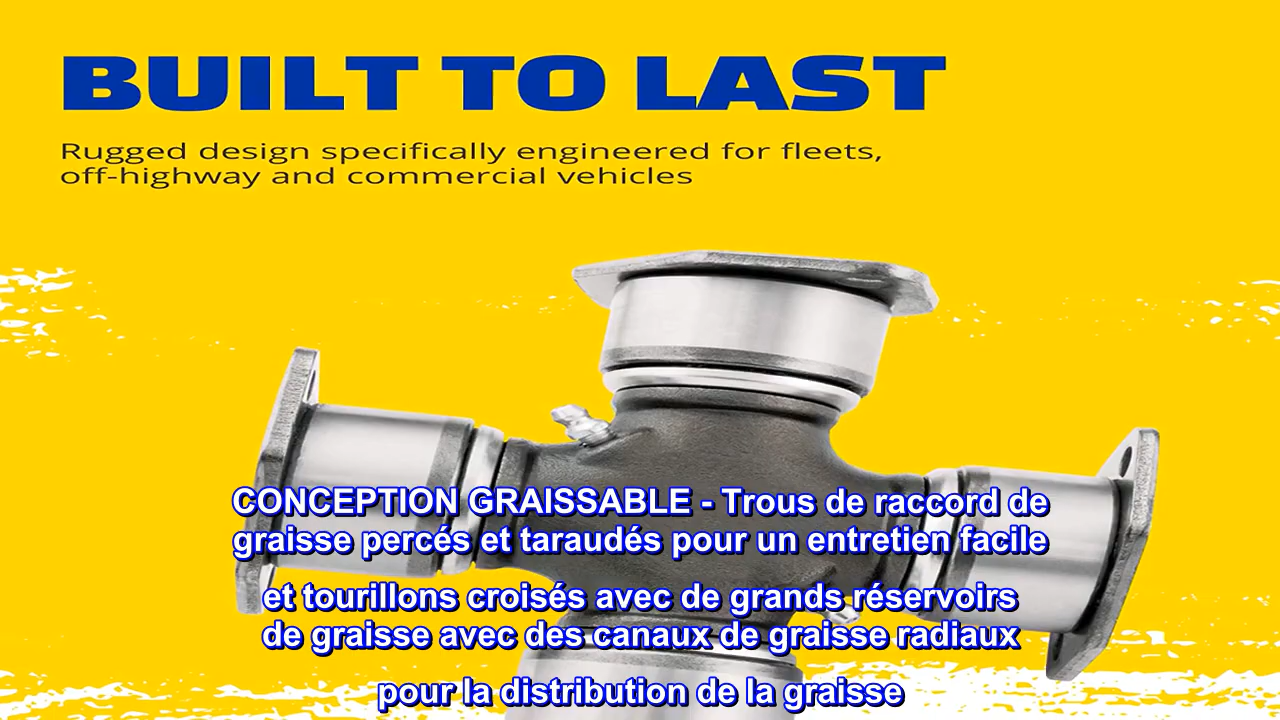 BUILT TO LAST
Rugged design specifically engineered for fleets,
off-highway and commercial vehicles
CONCEPTION GRAISSABLE - Trous de raccord de
graisse percés et taraudés pour un entretien facile
et tourillons croisés avec de grands réservoirs
de graisse avec des canaux de graisse radiaux
pour la distribution de la graisse